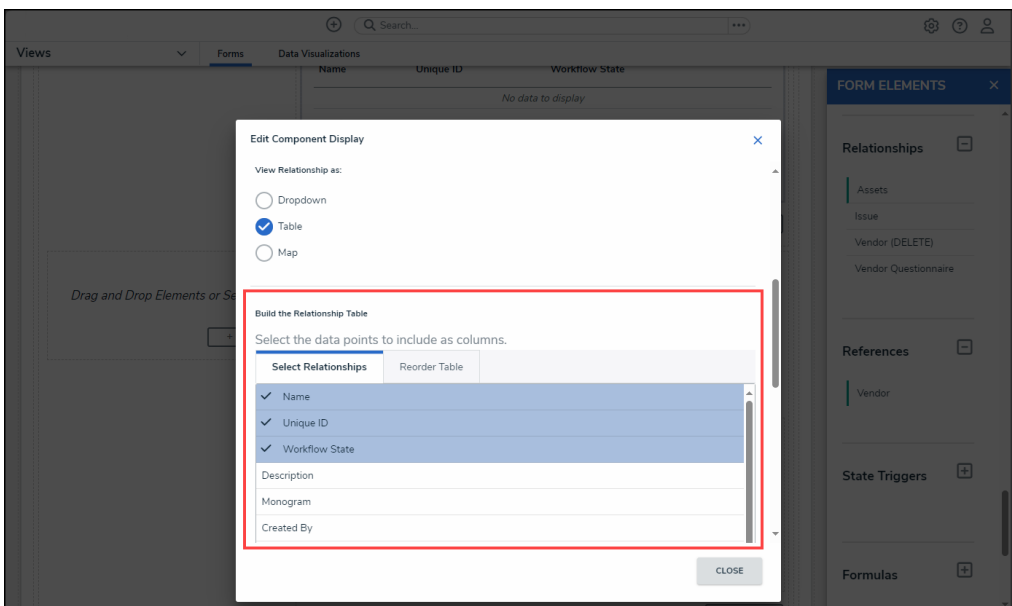 Search...
Views
Forms
Data Visualizations
Name Unique ID Workflow State
No data to display
FORM ELEMENTS
Edit Component Display
View Relationship as:
Dropdown
Table
Map
Build the Relationship Table
Select the data points to include as columns.
Select Relationships
Reorder Table
Name
Unique ID
Workflow State
Description
Monogram
Created By
CLOSE
Drag and Drop Elements or Se
Relationships
Assets
Issue
Vendor (DELETE)
Vendor Questionnaire
References
Vendor
State Triggers
Formulas